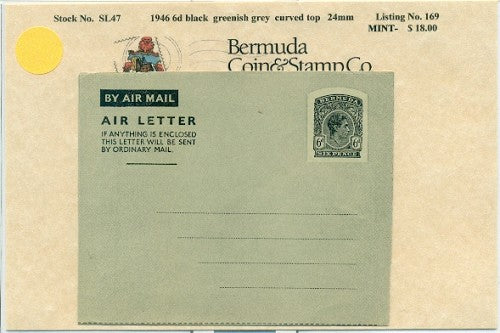 Stock No. SL47 1946 6d black greenish grey curved top 24mm Listing No. 169
MINT- $ 18.00
Bermuda
Coin&Stamp Co.
BY AIR MAIL
AIR LETTER
IF ANYTHING IS ENCLOSED
THIS LETTER WILL BE SENT
BY ORDINARY MAIL.
BERMUDA
6d 6d
SIX PENCE